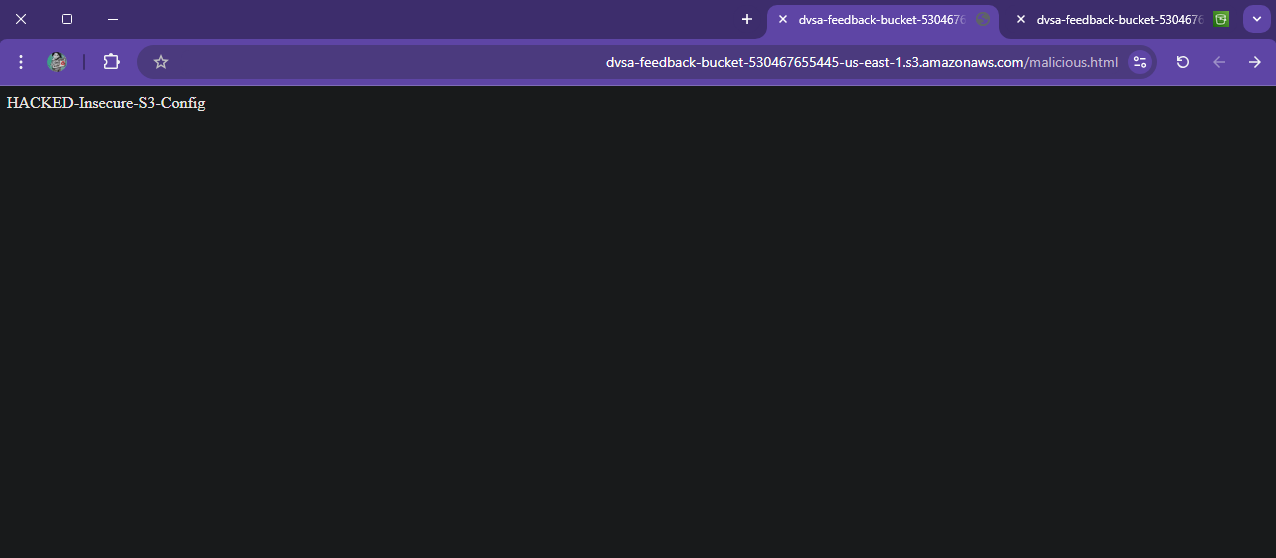 dvsa-feedback-bucket-5304676
dvsa-feedback-bucket-5304676
dvsa-feedback-bucket-530467655445-us-east-1.s3.amazonaws.com/malicious.html
HACKED-Insecure-S3-Config